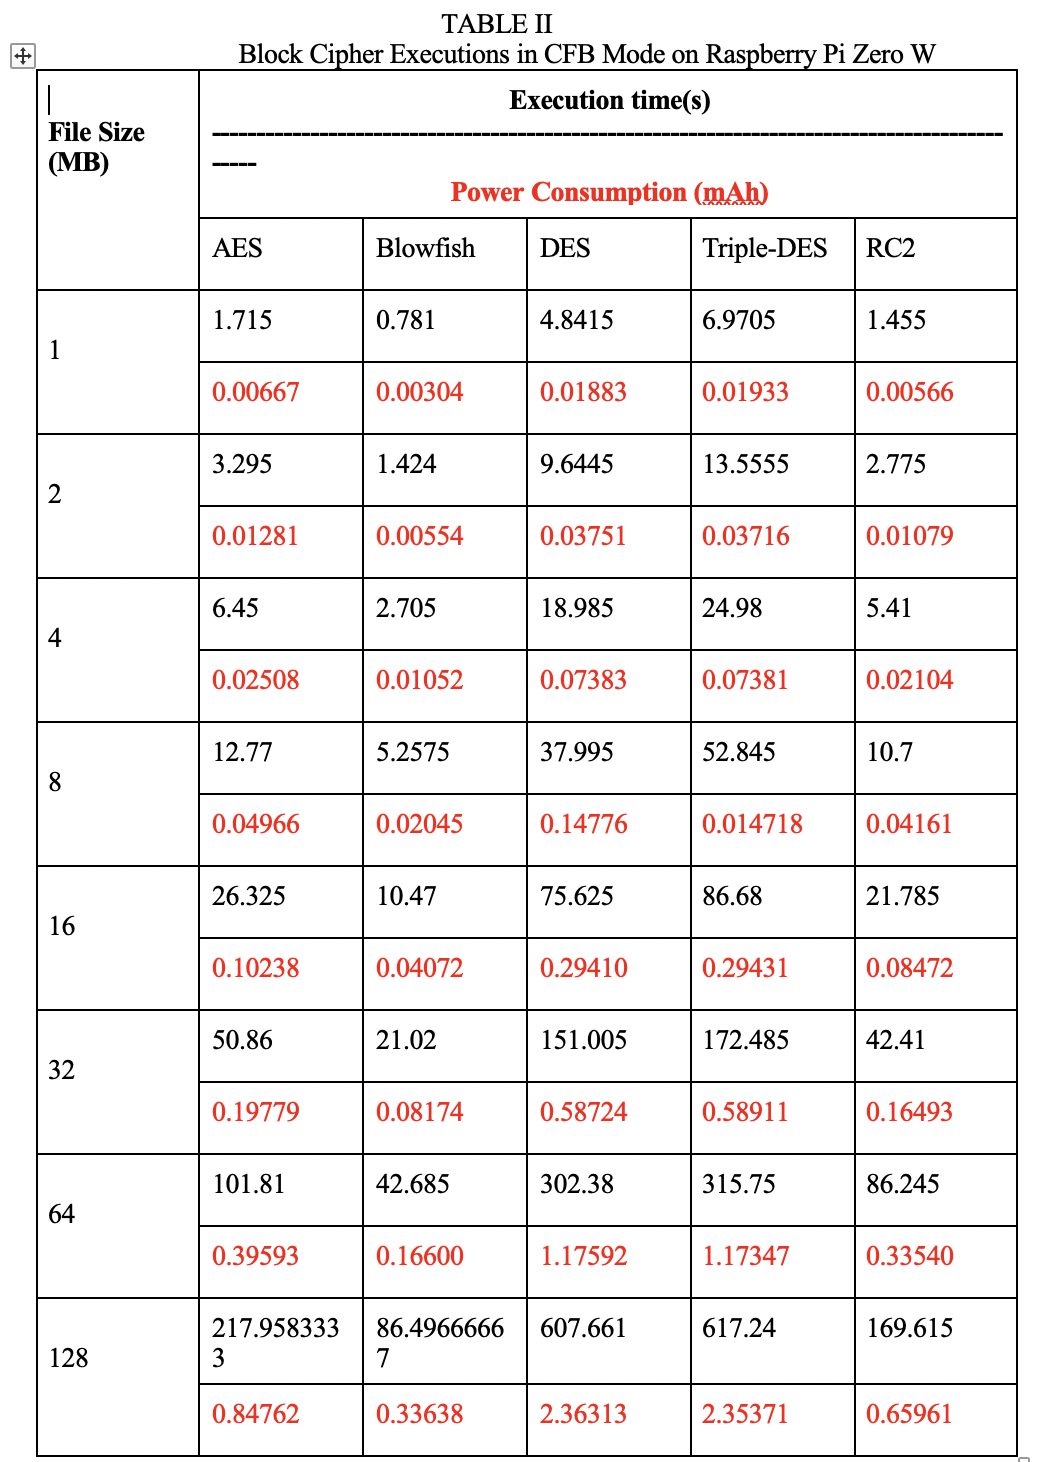 TABLE II
Block Cipher Executions in CFB Mode on Raspberry Pi Zero W
File Size
(MB)
Execution time(s)
--------------------------------------------------------------------------------
-----
Power Consumption (mAh)
AES Blowfish DES Triple-DES RC2
1
1.715 0.781 4.8415 6.9705 1.455
0.00667 0.00304 0.01883 0.01933 0.00566
2
3.295 1.424 9.6445 13.5555 2.775
0.01281 0.00554 0.03751 0.03716 0.01079
4
6.45 2.705 18.985 24.98 5.41
0.02508 0.01052 0.07383 0.07381 0.02104
8
12.77 5.2575 37.995 52.845 10.7
0.04966 0.02045 0.14776 0.014718 0.04161
16
26.325 10.47 75.625 86.68 21.785
0.10238 0.04072 0.29410 0.29431 0.08472
32
50.86 21.02 151.005 172.485 42.41
0.19779 0.08174 0.58724 0.58911 0.16493
64
101.81 42.685 302.38 315.75 86.245
0.39593 0.16600 1.17592 1.17347 0.33540
128
217.958333 86.4966666 607.661 617.24 169.615
3 7
0.84762 0.33638 2.36313 2.35371 0.65961